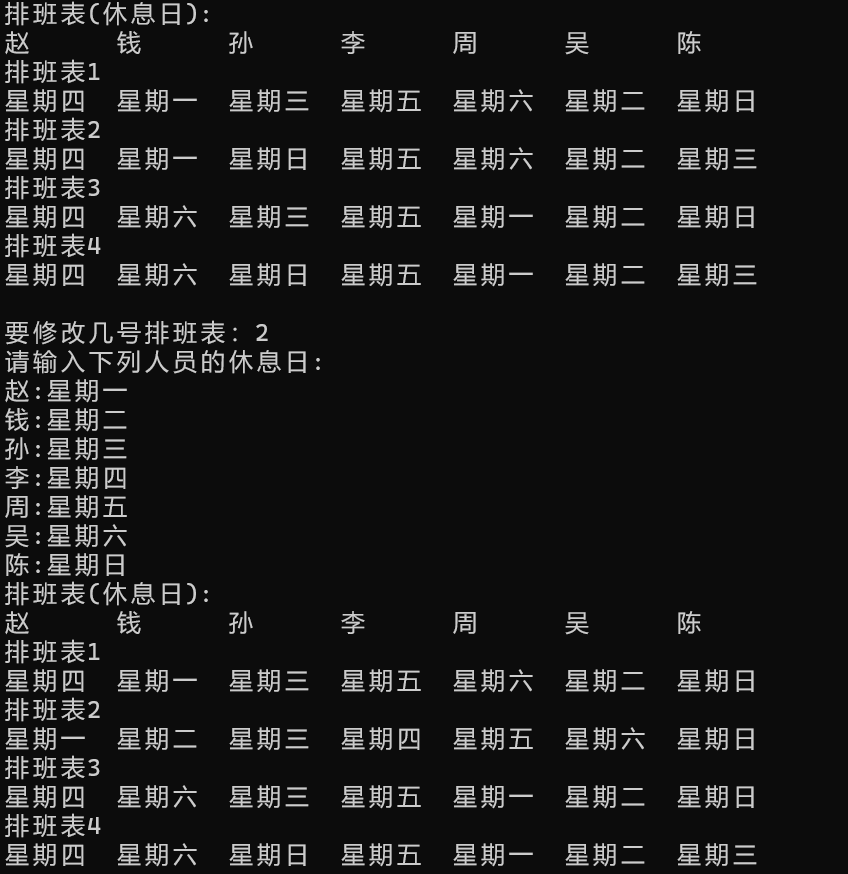 排班表(休息日):
赵 钱 孙 李 周 吴 陈
排班表1
星期四 星期一 星期三 星期五 星期六 星期二 星期日
排班表2
星期四 星期一 星期日 星期五 星期六 星期二 星期三
排班表3
星期四 星期六 星期三 星期五 星期一 星期二 星期日
排班表4
星期四 星期六 星期日 星期五 星期一 星期二 星期三
要修改几号排班表: 2
请输入下列人员的休息日:
赵:星期一
钱:星期二
孙:星期三
李:星期四
周:星期五
吴:星期六
陈:星期日
排班表(休息日):
赵 钱 孙 李 周 吴 陈
排班表1
星期四 星期一 星期三 星期五 星期六 星期二 星期日
排班表2
星期一 星期二 星期三 星期四 星期五 星期六 星期日
排班表3
星期四 星期六 星期三 星期五 星期一 星期二 星期日
排班表4
星期四 星期六 星期日 星期五 星期一 星期二 星期三